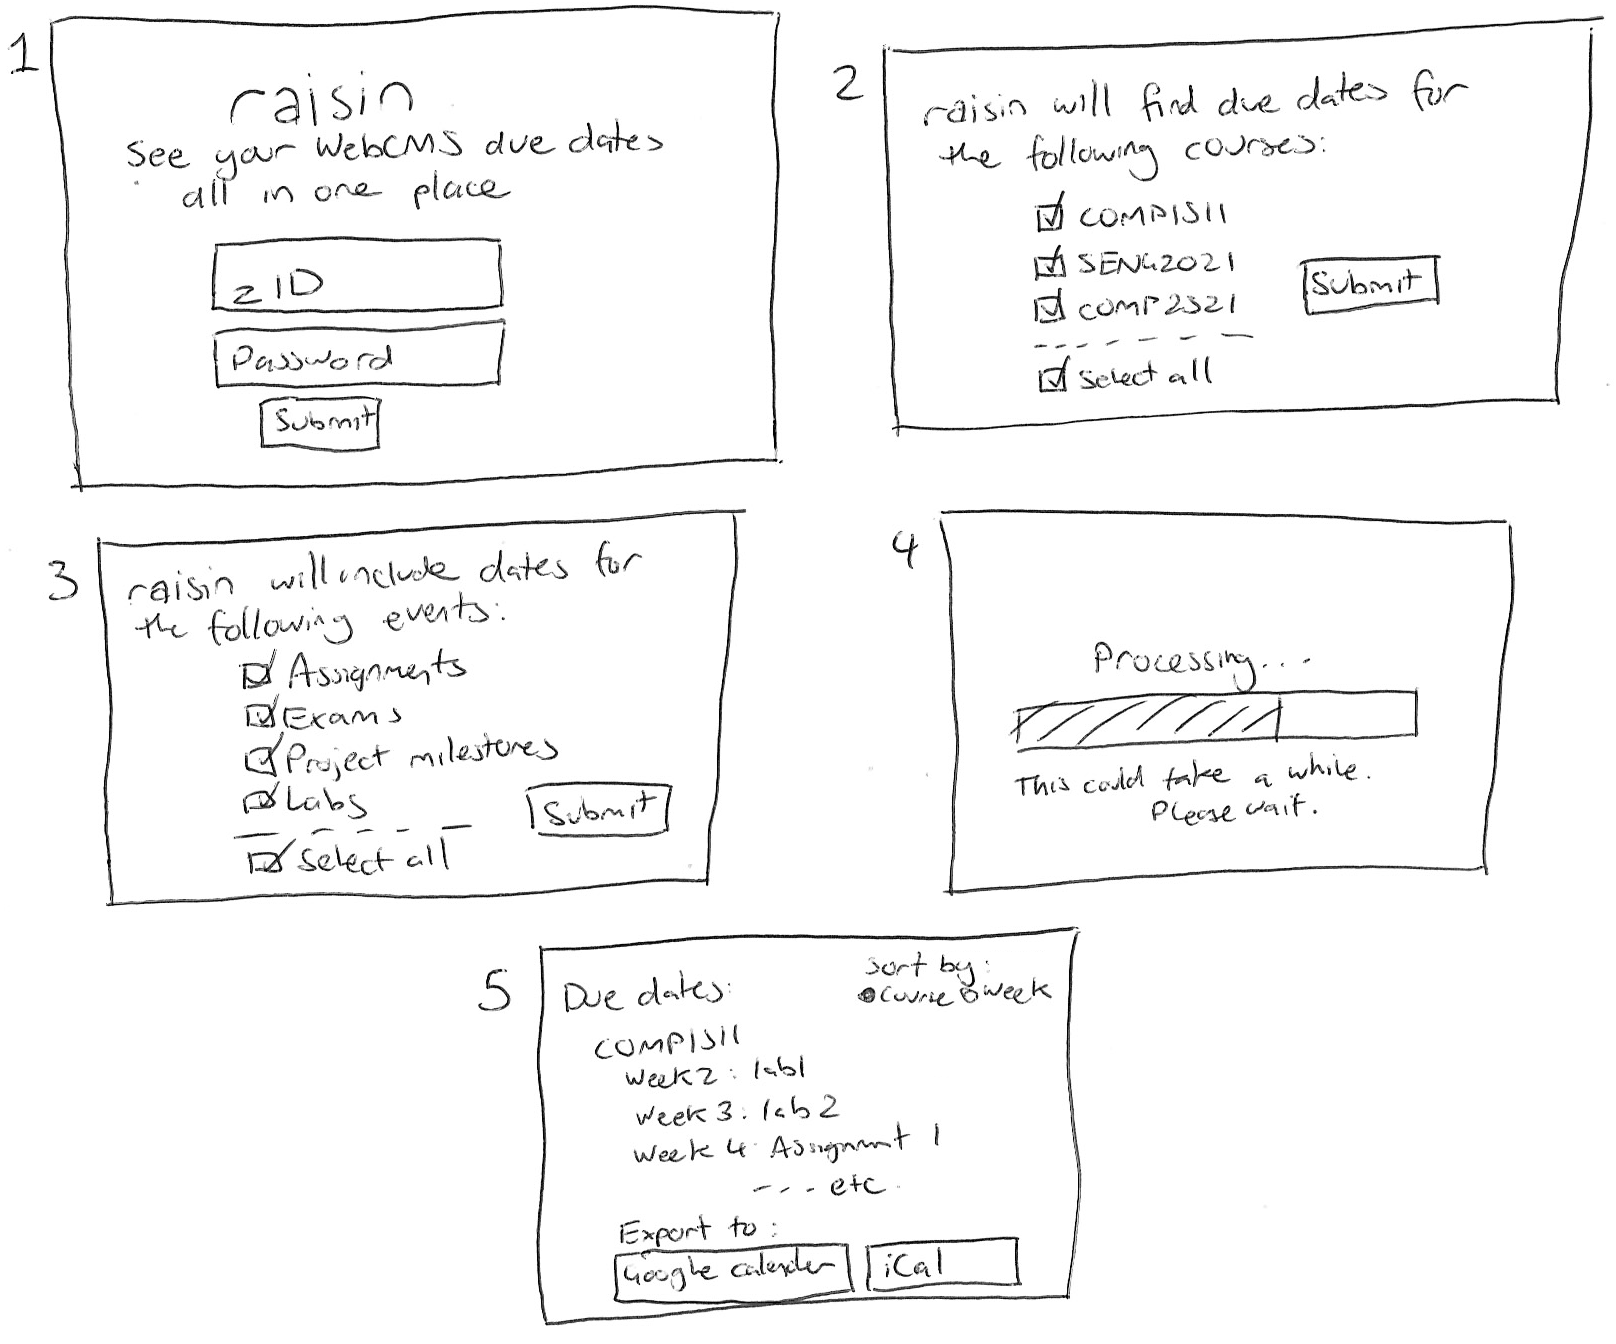 1
raisin
See your WebCMS due dates
all in one place
zID
Password
Submit
2
raisin will find due dates for
the following courses:
COMP1511
SENG2021
COMP2521
Submit
Select all
3
raisin will include dates for
the following events:
Assignments
Exams
Project milestones
Labs
Submit
Select all
4
Processing...
This could take a while.
Please wait.
5
Due dates:
Sort by:
Course Week
COMP1511
Week 2: lab1
Week 3: lab 2
Week 4: Assignment 1
--- etc.
Export to:
Google calender
iCal